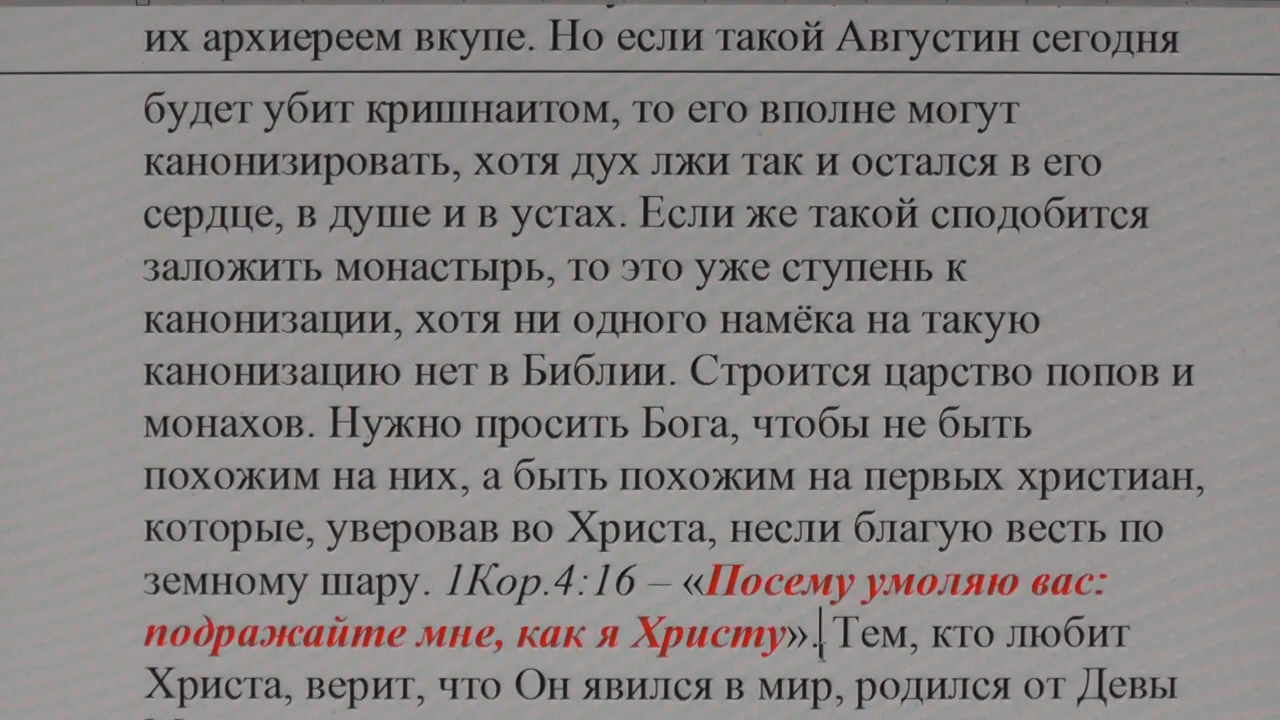 их архиереем вкупе. Но если такой Августин сегодня
будет убит кришнаитом, то его вполне могут
канонизировать, хотя дух лжи так и остался в его
сердце, в душе и в устах. Если же такой сподобится
заложить монастырь, то это уже ступень к
канонизации, хотя ни одного намёка на такую
канонизацию нет в Библии. Строится царство попов и
монахов. Нужно просить Бога, чтобы не быть
похожим на них, а быть похожим на первых христиан,
которые, уверовав во Христа, несли благую весть по
земному шару. 1Кор.4:16 – «Посему умоляю вас:
подражайте мне, как я Христу». Тем, кто любит
Христа, верит, что Он явился в мир, родился от Девы